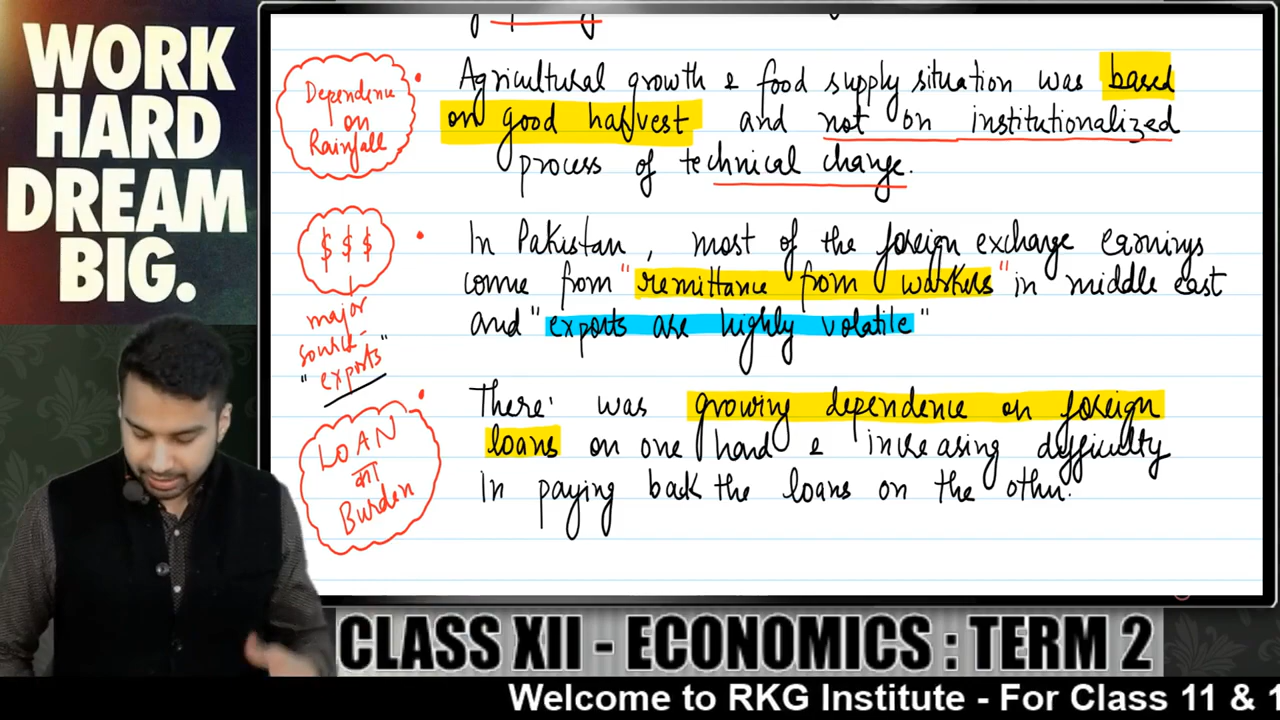 WORK
HARD
DREAM
BIG.
Dependence
on
Rainfall
• Agricultural growth & food supply situation was based
on good harvest and not on institutionalized
process of technical change.
$ $ $
major
source
"exports"
• In Pakistan, most of the foreign exchange earnings
come from "remittance from workers" in middle east
and "exports are highly volatile"
LOAN
का
Burden
• There was growing dependence on foreign
loans on one hand & increasing difficulty
in paying back the loans on the other.
CLASS XII - ECONOMICS : TERM 2
Welcome to RKG Institute - For Class 11 & 1